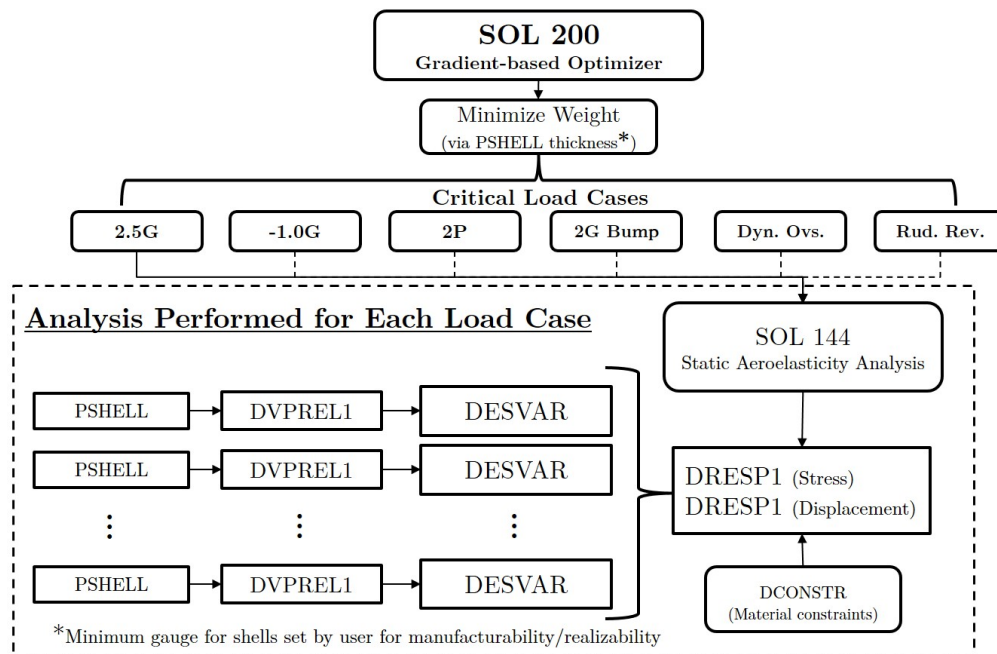 SOL 200
Gradient-based Optimizer
Minimize Weight
(via PSHELL thickness*)
Critical Load Cases
2.5G
-1.0G
2P
2G Bump
Dyn. Ovs.
Rud. Rev.
Analysis Performed for Each Load Case
SOL 144
Static Aeroelasticity Analysis
PSHELL
DVPREL1
DESVAR
PSHELL
DVPREL1
DESVAR
⋮
⋮
⋮
PSHELL
DVPREL1
DESVAR
DRESP1 (Stress)
DRESP1 (Displacement)
DCONSTR
(Material constraints)
*Minimum gauge for shells set by user for manufacturability/realizability